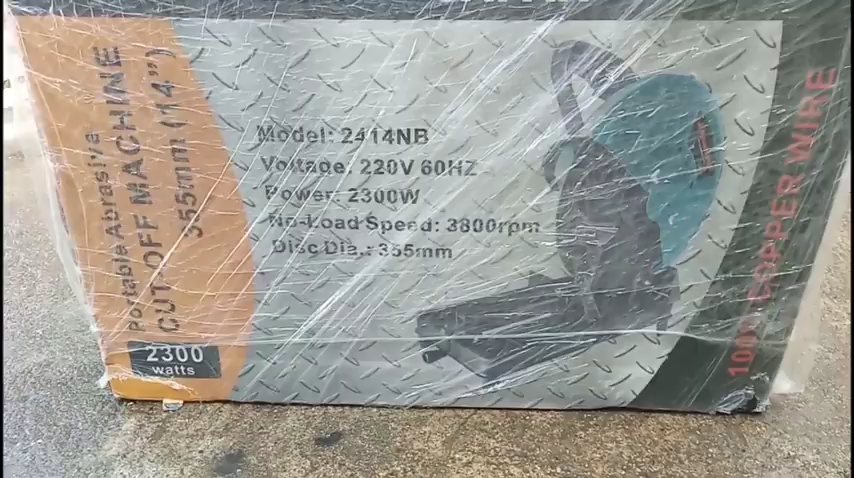 Portable Abrasive
CUT OFF MACHINE
355mm (14")
2300
watts
Model: 2414NB
Voltage: 220V 60HZ
Power: 2300W
No-Load Speed: 3800rpm
Disc Dia.: 355mm
100% COPPER WIRE